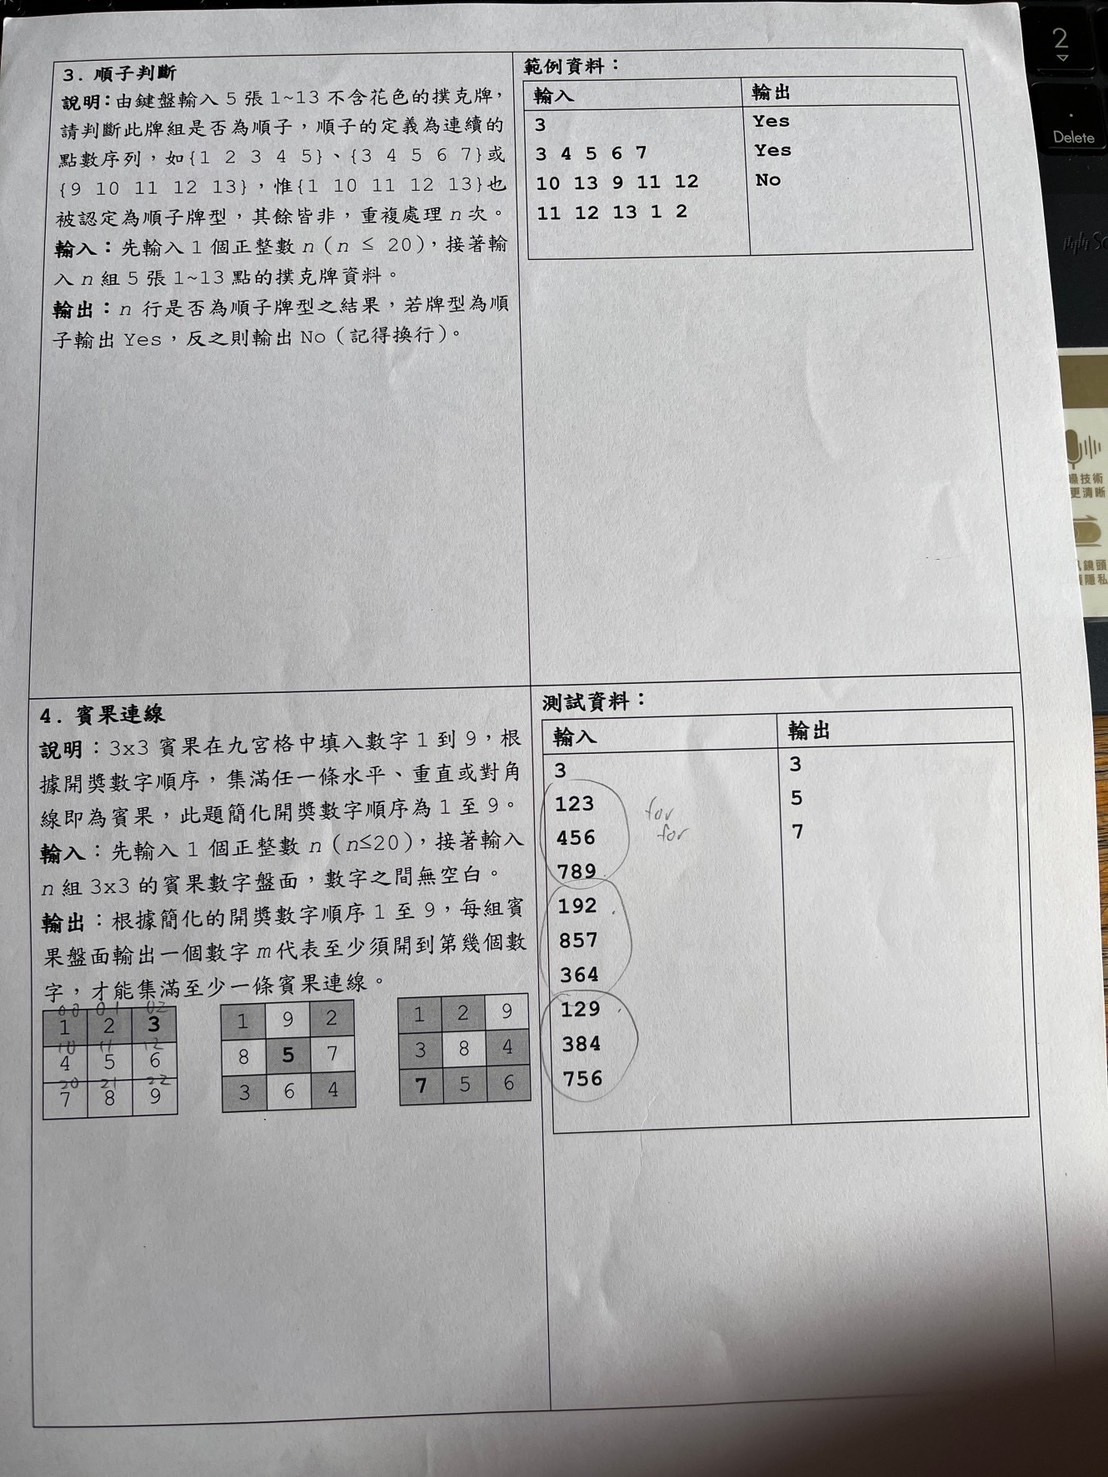 3. 順子判斷
說明：由鍵盤輸入 5 張 1~13 不含花色的撲克牌，
請判斷此牌組是否為順子，順子的定義為連續的
點數序列，如{1 2 3 4 5}、{3 4 5 6 7}或
{9 10 11 12 13}，惟{1 10 11 12 13}也
被認定為順子牌型，其餘皆非，重複處理 n 次。
輸入：先輸入 1 個正整數 n (n ≤ 20)，接著輸
入 n 組 5 張 1~13 點的撲克牌資料。
輸出：n 行是否為順子牌型之結果，若牌型為順
子輸出 Yes，反之則輸出 No (記得換行)。
範例資料：
輸入 輸出
3 Yes
3 4 5 6 7 Yes
10 13 9 11 12 No
11 12 13 1 2
4. 賓果連線
說明：3x3 賓果在九宮格中填入數字 1 到 9，根
據開獎數字順序，集滿任一條水平、垂直或對角
線即為賓果，此題簡化開獎數字順序為 1 至 9。
輸入：先輸入 1 個正整數 n (n≤20)，接著輸入
n 組 3x3 的賓果數字盤面，數字之間無空白。
輸出：根據簡化的開獎數字順序 1 至 9，每組賓
果盤面輸出一個數字 m 代表至少須開到第幾個數
字，才能集滿至少一條賓果連線。
00 01 02
1 2 3
10 11 12
4 5 6
20 21 22
7 8 9
1 9 2
8 5 7
3 6 4
1 2 9
3 8 4
7 5 6
測試資料：
輸入 輸出
3 3
123 5
456 7
789
192
857
364
129
384
756
for
for
2
Delete
技術
更清晰
鏡頭
隱私